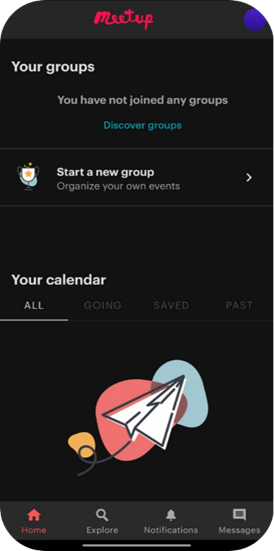 Meetup
Your groups
You have not joined any groups
Discover groups
Start a new group
Organize your own events
Your calendar
ALL GOING SAVED PAST
Home Explore Notifications Messages